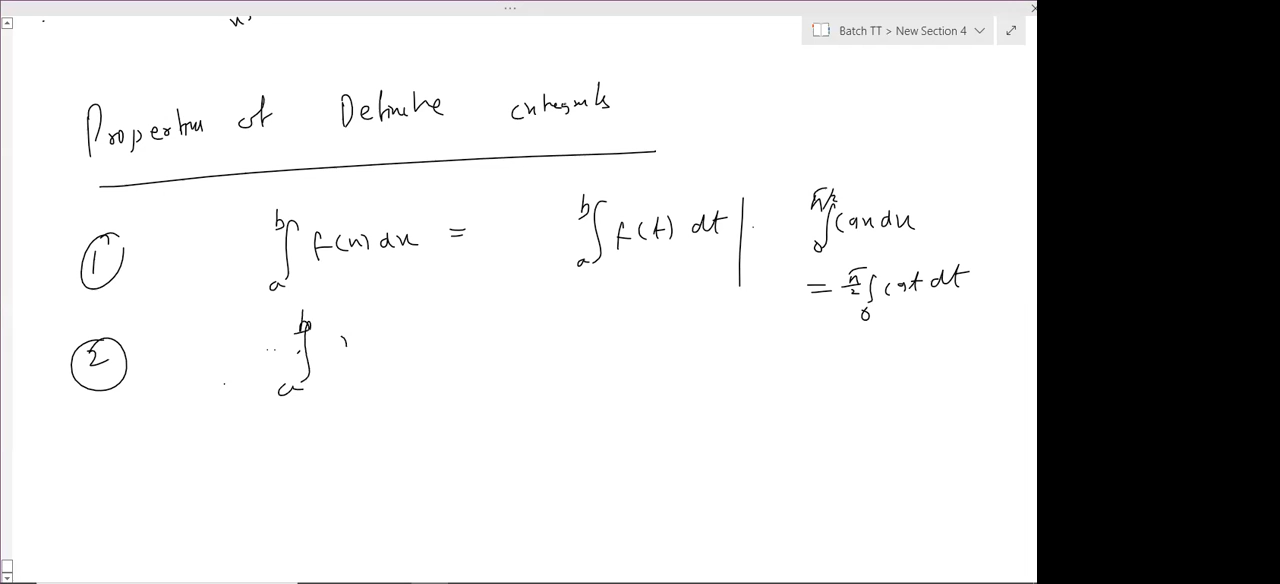 Batch TT > New Section 4
Properties of Definite integrals
① ∫ₐᵇ f(x) dx = ∫ₐᵇ f(t) dt | ∫₀^(π/2) cos x dx
= ∫₀^(π/2) cos t dt
② ∫ₐᵇ